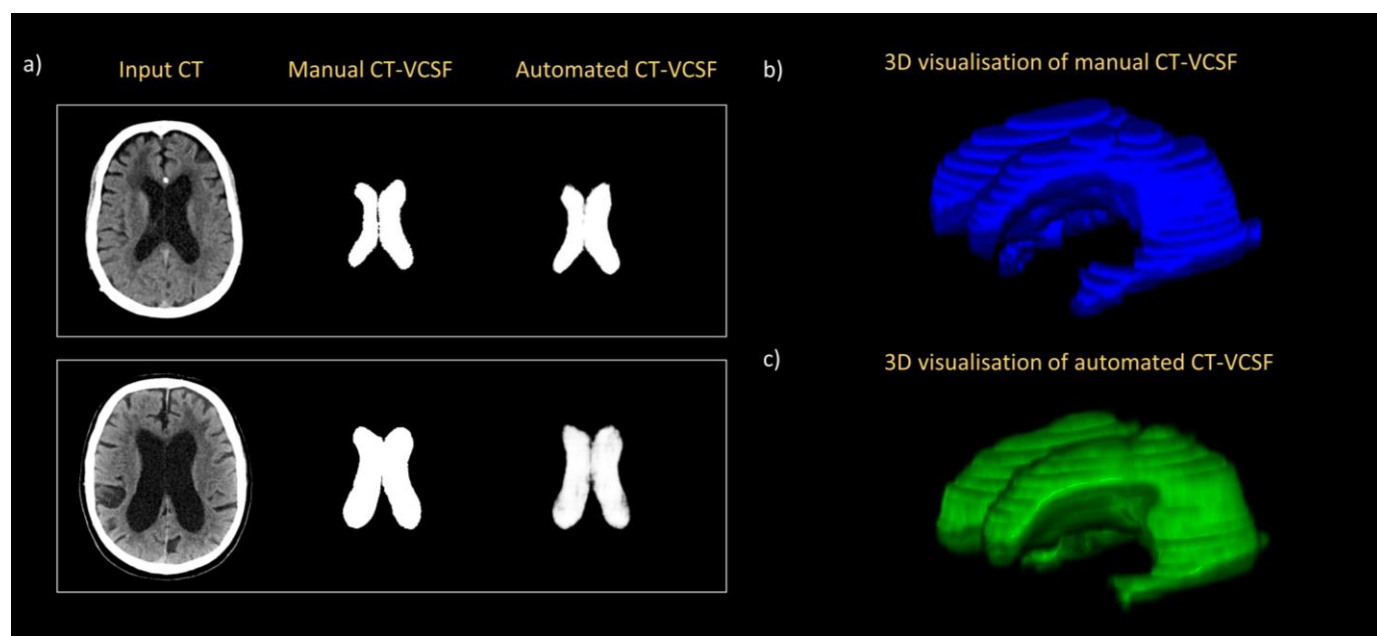 a)
Input CT
Manual CT-VCSF
Automated CT-VCSF
b)
3D visualisation of manual CT-VCSF
c)
3D visualisation of automated CT-VCSF